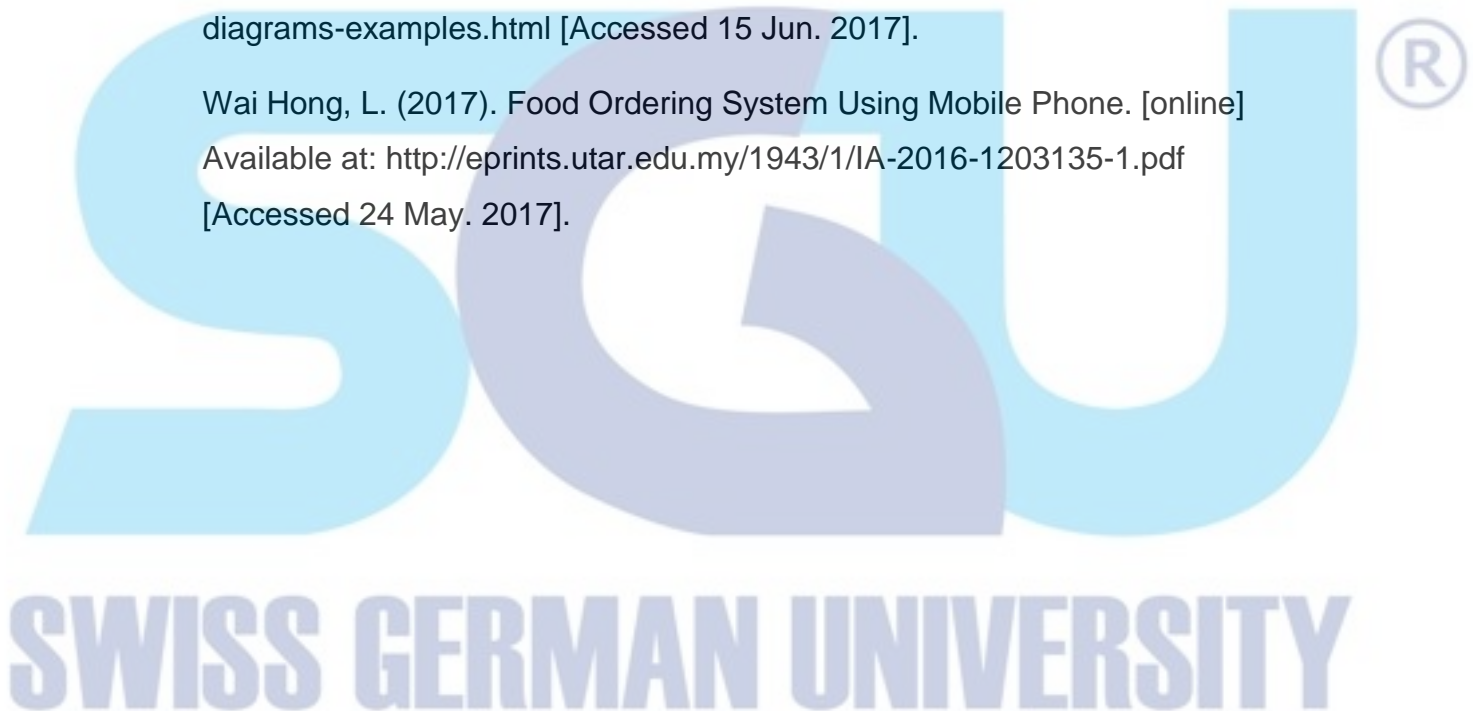 diagrams-examples.html [Accessed 15 Jun. 2017].
Wai Hong, L. (2017). Food Ordering System Using Mobile Phone. [online]
Available at: http://eprints.utar.edu.my/1943/1/IA-2016-1203135-1.pdf
[Accessed 24 May. 2017].
SGU ®
SWISS GERMAN UNIVERSITY